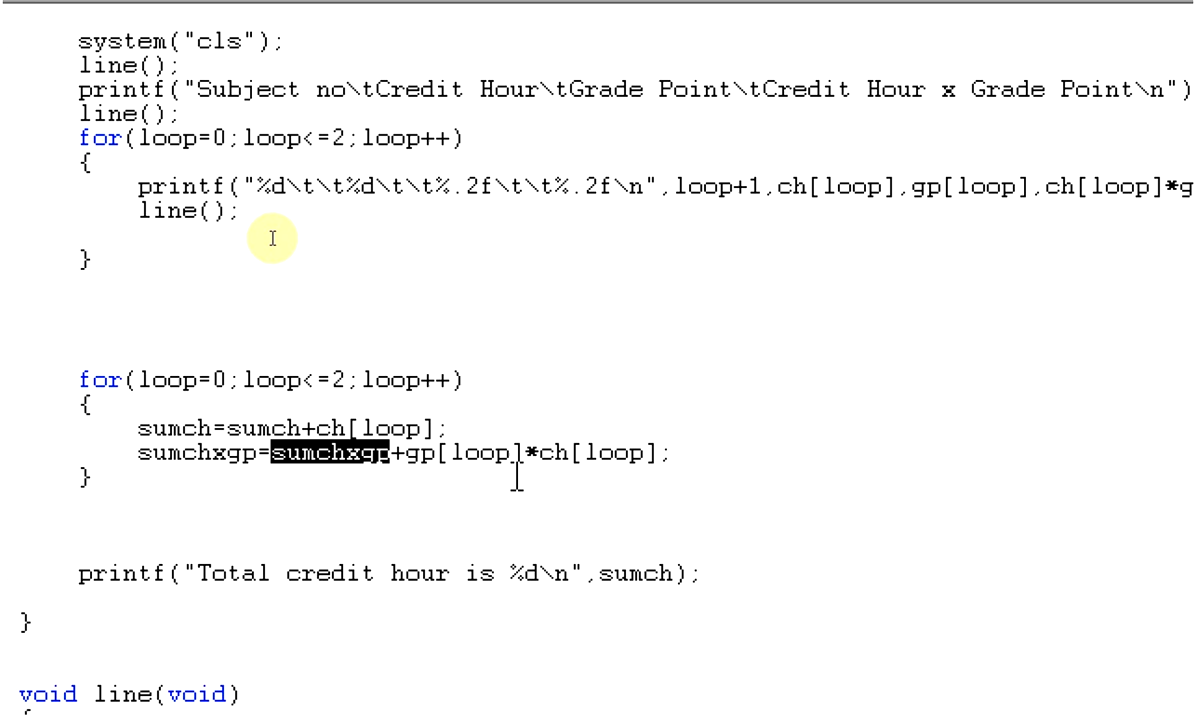 system("cls");
line();
printf("Subject no\tCredit Hour\tGrade Point\tCredit Hour x Grade Point\n")
line();
for(loop=0;loop<=2;loop++)
{
printf("%d\t\t%d\t\t%.2f\t\t%.2f\n",loop+1,ch[loop],gp[loop],ch[loop]*g
line();
}
for(loop=0;loop<=2;loop++)
{
sumch=sumch+ch[loop];
sumchxgp=sumchxgp+gp[loop]*ch[loop];
}
printf("Total credit hour is %d\n",sumch);
}
void line(void)
{